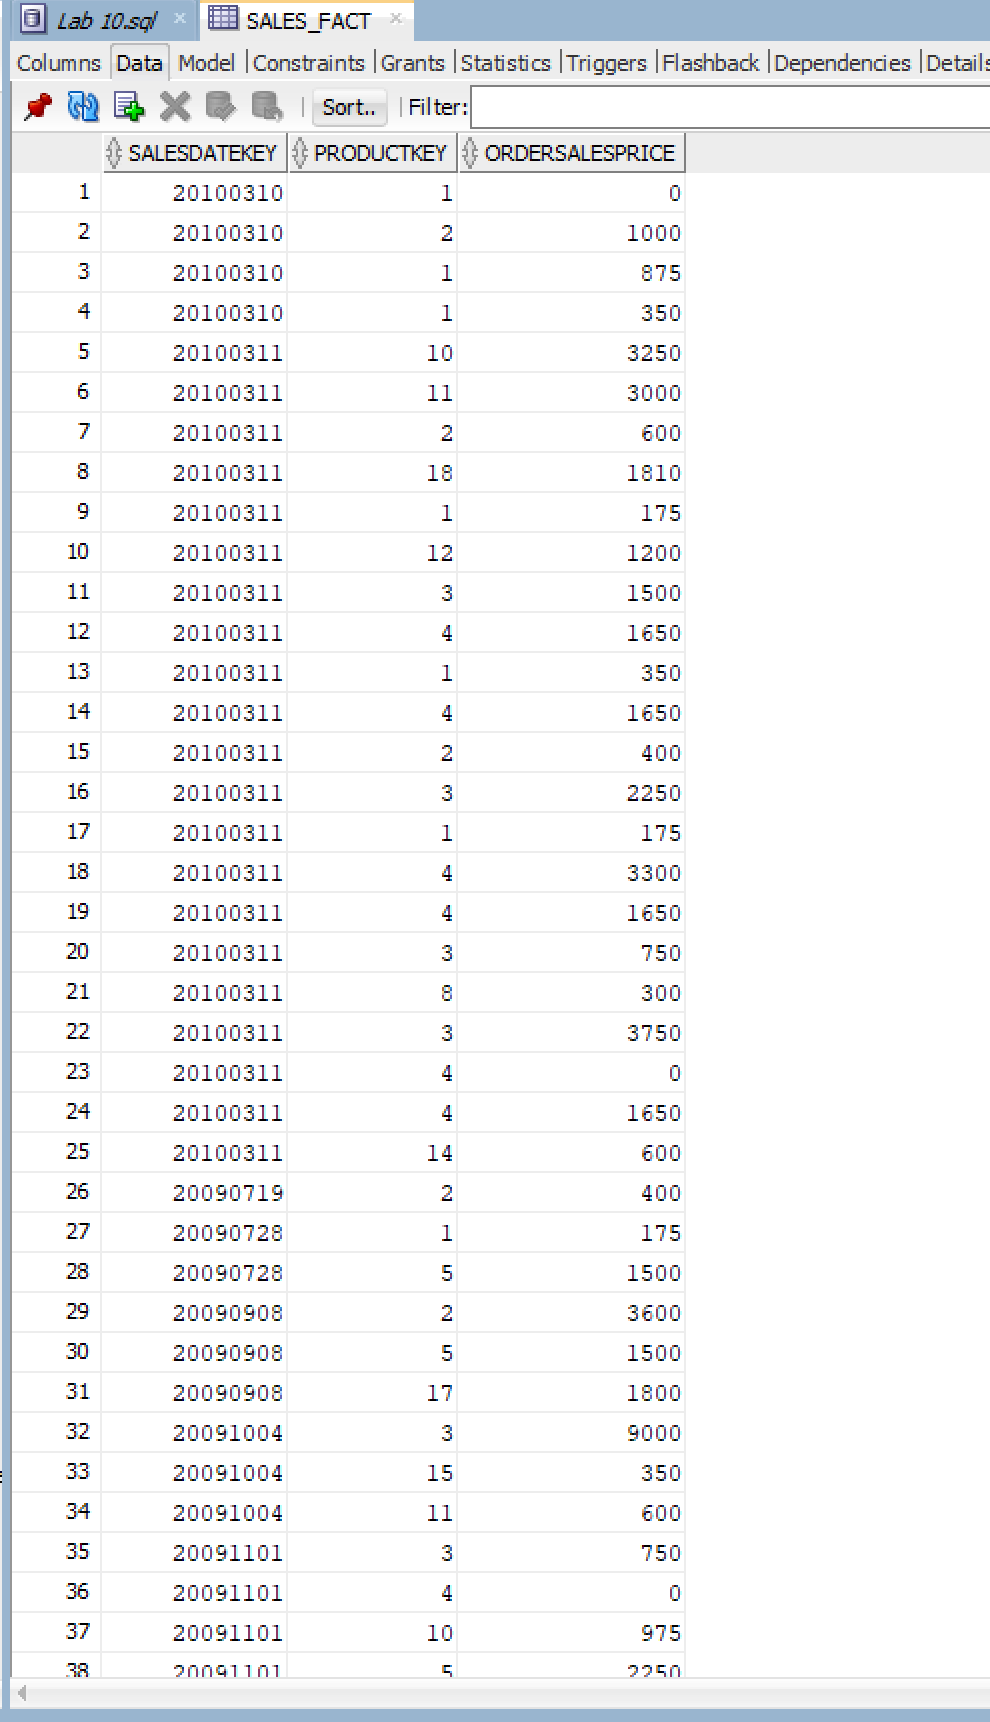 Lab 10.sql SALES_FACT
Columns Data Model Constraints Grants Statistics Triggers Flashback Dependencies Details
Sort.. Filter:
SALESDATEKEY PRODUCTKEY ORDERSALESPRICE
1 20100310 1 0
2 20100310 2 1000
3 20100310 1 875
4 20100310 1 350
5 20100311 10 3250
6 20100311 11 3000
7 20100311 2 600
8 20100311 18 1810
9 20100311 1 175
10 20100311 12 1200
11 20100311 3 1500
12 20100311 4 1650
13 20100311 1 350
14 20100311 4 1650
15 20100311 2 400
16 20100311 3 2250
17 20100311 1 175
18 20100311 4 3300
19 20100311 4 1650
20 20100311 3 750
21 20100311 8 300
22 20100311 3 3750
23 20100311 4 0
24 20100311 4 1650
25 20100311 14 600
26 20090719 2 400
27 20090728 1 175
28 20090728 5 1500
29 20090908 2 3600
30 20090908 5 1500
31 20090908 17 1800
32 20091004 3 9000
33 20091004 15 350
34 20091004 11 600
35 20091101 3 750
36 20091101 4 0
37 20091101 10 975
38 20091101 5 2250